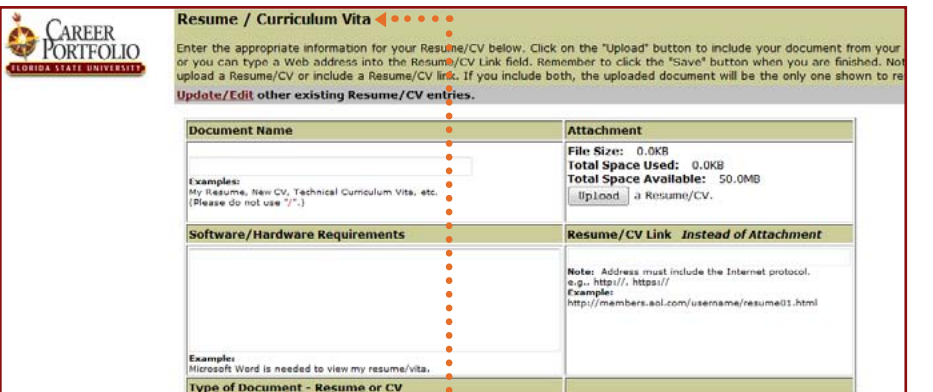 CAREER
PORTFOLIO
FLORIDA STATE UNIVERSITY
Resume / Curriculum Vita
Enter the appropriate information for your Resume/CV below. Click on the "Upload" button to include your document from your
or you can type a Web address into the Resume/CV Link field. Remember to click the "Save" button when you are finished. Not
upload a Resume/CV or include a Resume/CV link. If you include both, the uploaded document will be the only one shown to re
Update/Edit other existing Resume/CV entries.
Document Name
Examples:
My Resume, New CV, Technical Curriculum Vita, etc.
(Please do not use "/".)
Attachment
File Size: 0.0KB
Total Space Used: 0.0KB
Total Space Available: 50.0MB
Upload a Resume/CV.
Software/Hardware Requirements
Example:
Microsoft Word is needed to view my resume/vita.
Resume/CV Link Instead of Attachment
Note: Address must include the Internet protocol.
e.g., http://, https://
Example:
http://members.aol.com/username/resume01.html
Type of Document - Resume or CV